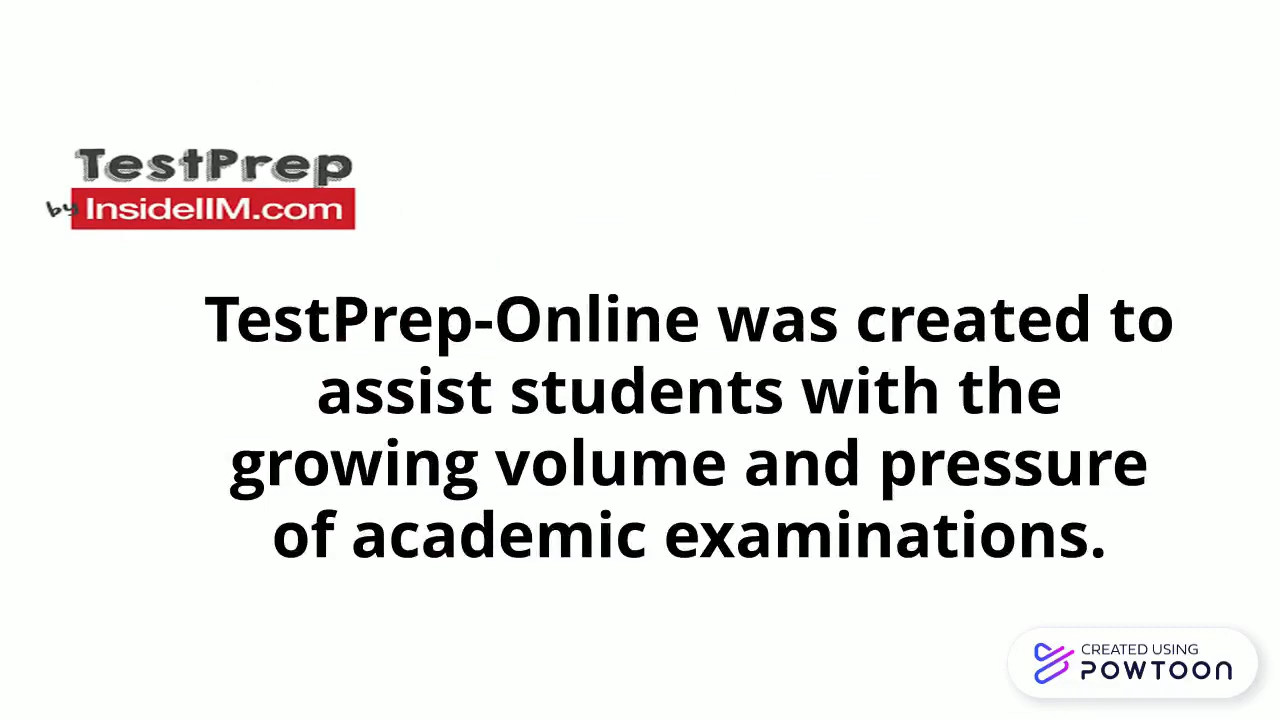 TestPrep
by InsideIIM.com
TestPrep-Online was created to
assist students with the
growing volume and pressure
of academic examinations.
CREATED USING
POWTOON